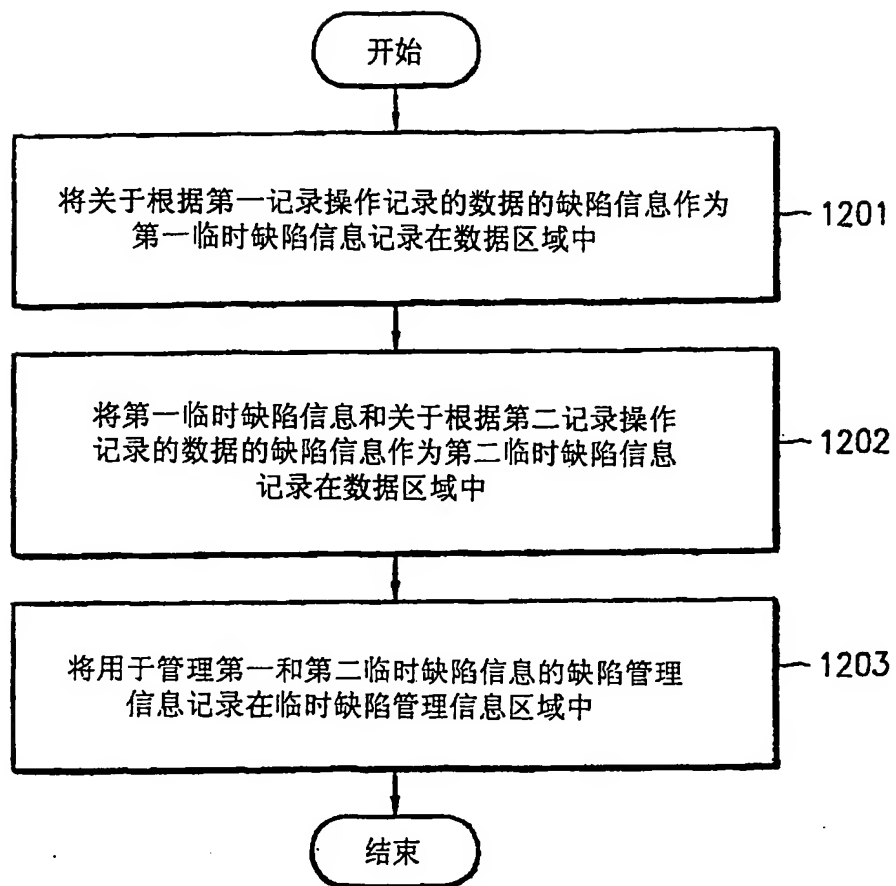 开始
将关于根据第一记录操作记录的数据的缺陷信息作为
第一临时缺陷信息记录在数据区域中
1201
将第一临时缺陷信息和关于根据第二记录操作
记录的数据的缺陷信息作为第二临时缺陷信息
记录在数据区域中
1202
将用于管理第一和第二临时缺陷信息的缺陷管理
信息记录在临时缺陷管理信息区域中
1203
结束